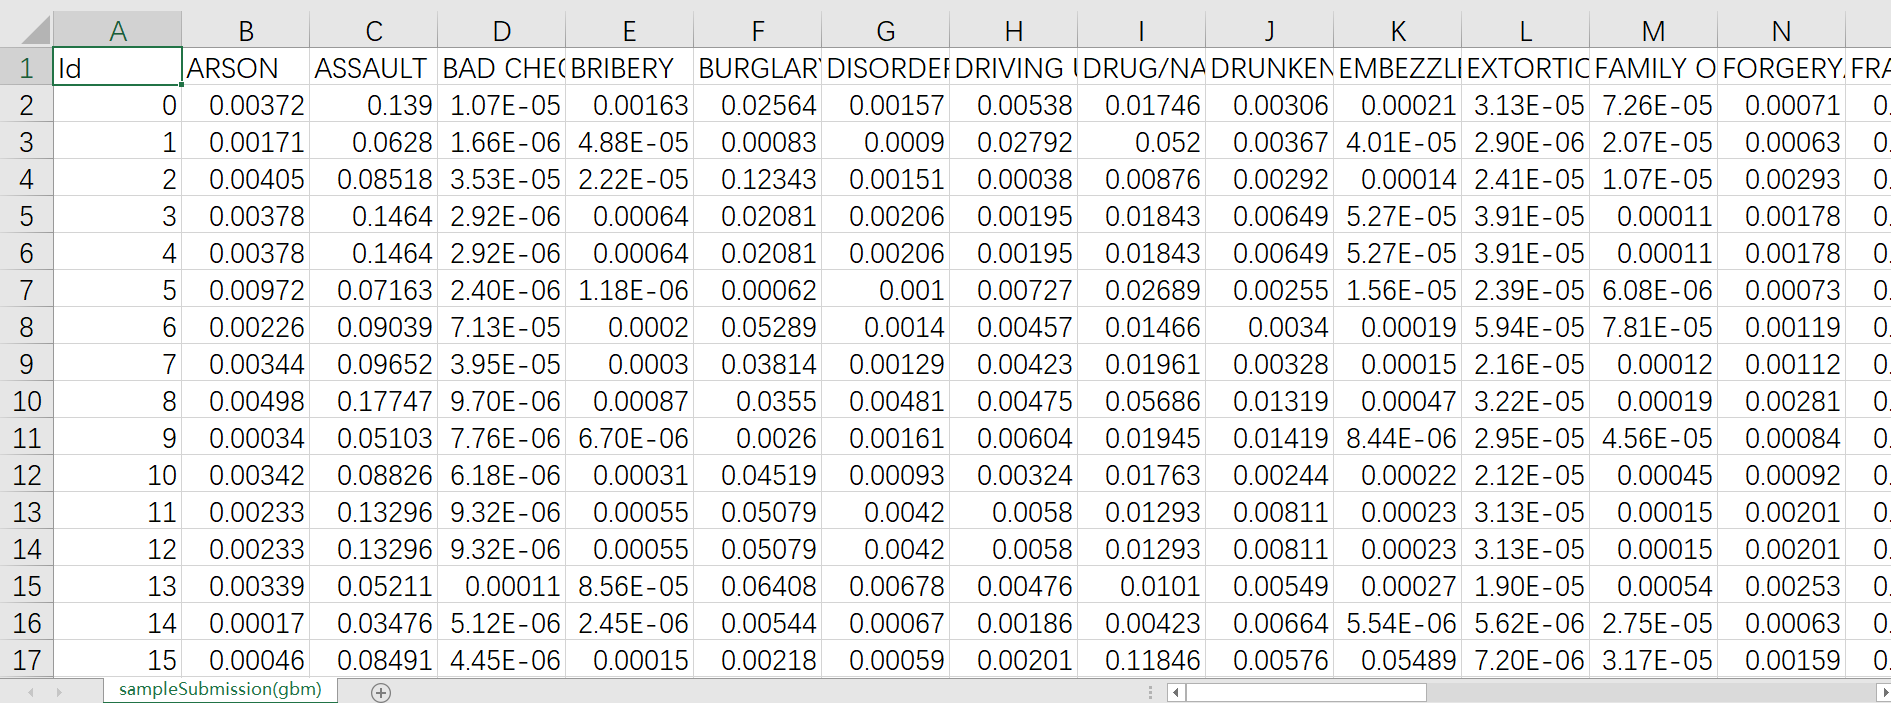 A B C D E F G H I J K L M N
1 Id ARSON ASSAULT BAD CHEC BRIBERY BURGLARY DISORDER DRIVING U DRUG/NA DRUNKEN EMBEZZLE EXTORTIO FAMILY O FORGERY/ FRA
2 0 0.00372 0.139 1.07E-05 0.00163 0.02564 0.00157 0.00538 0.01746 0.00306 0.00021 3.13E-05 7.26E-05 0.00071 0.
3 1 0.00171 0.0628 1.66E-06 4.88E-05 0.00083 0.0009 0.02792 0.052 0.00367 4.01E-05 2.90E-06 2.07E-05 0.00063 0.
4 2 0.00405 0.08518 3.53E-05 2.22E-05 0.12343 0.00151 0.00038 0.00876 0.00292 0.00014 2.41E-05 1.07E-05 0.00293 0.
5 3 0.00378 0.1464 2.92E-06 0.00064 0.02081 0.00206 0.00195 0.01843 0.00649 5.27E-05 3.91E-05 0.00011 0.00178 0.
6 4 0.00378 0.1464 2.92E-06 0.00064 0.02081 0.00206 0.00195 0.01843 0.00649 5.27E-05 3.91E-05 0.00011 0.00178 0.
7 5 0.00972 0.07163 2.40E-06 1.18E-06 0.00062 0.001 0.00727 0.02689 0.00255 1.56E-05 2.39E-05 6.08E-06 0.00073 0.
8 6 0.00226 0.09039 7.13E-05 0.0002 0.05289 0.0014 0.00457 0.01466 0.0034 0.00019 5.94E-05 7.81E-05 0.00119 0.
9 7 0.00344 0.09652 3.95E-05 0.0003 0.03814 0.00129 0.00423 0.01961 0.00328 0.00015 2.16E-05 0.00012 0.00112 0.
10 8 0.00498 0.17747 9.70E-06 0.00087 0.0355 0.00481 0.00475 0.05686 0.01319 0.00047 3.22E-05 0.00019 0.00281 0.
11 9 0.00034 0.05103 7.76E-06 6.70E-06 0.0026 0.00161 0.00604 0.01945 0.01419 8.44E-06 2.95E-05 4.56E-05 0.00084 0.
12 10 0.00342 0.08826 6.18E-06 0.00031 0.04519 0.00093 0.00324 0.01763 0.00244 0.00022 2.12E-05 0.00045 0.00092 0.
13 11 0.00233 0.13296 9.32E-06 0.00055 0.05079 0.0042 0.0058 0.01293 0.00811 0.00023 3.13E-05 0.00015 0.00201 0.
14 12 0.00233 0.13296 9.32E-06 0.00055 0.05079 0.0042 0.0058 0.01293 0.00811 0.00023 3.13E-05 0.00015 0.00201 0.
15 13 0.00339 0.05211 0.00011 8.56E-05 0.06408 0.00678 0.00476 0.0101 0.00549 0.00027 1.90E-05 0.00054 0.00253 0.
16 14 0.00017 0.03476 5.12E-06 2.45E-06 0.00544 0.00067 0.00186 0.00423 0.00664 5.54E-06 5.62E-06 2.75E-05 0.00063 0.
17 15 0.00046 0.08491 4.45E-06 0.00015 0.00218 0.00059 0.00201 0.11846 0.00576 0.05489 7.20E-06 3.17E-05 0.00159 0.
sampleSubmission(gbm)